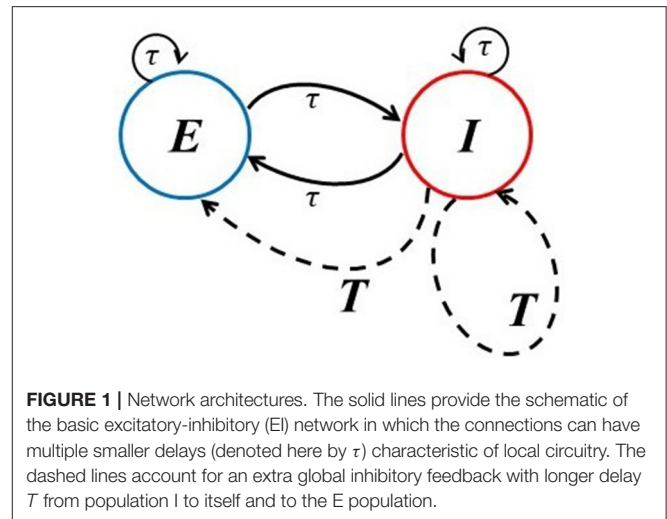 τ
τ
E
τ
I
τ
T
T
FIGURE 1 | Network architectures. The solid lines provide the schematic of
the basic excitatory-inhibitory (EI) network in which the connections can have
multiple smaller delays (denoted here by τ) characteristic of local circuitry. The
dashed lines account for an extra global inhibitory feedback with longer delay
T from population I to itself and to the E population.